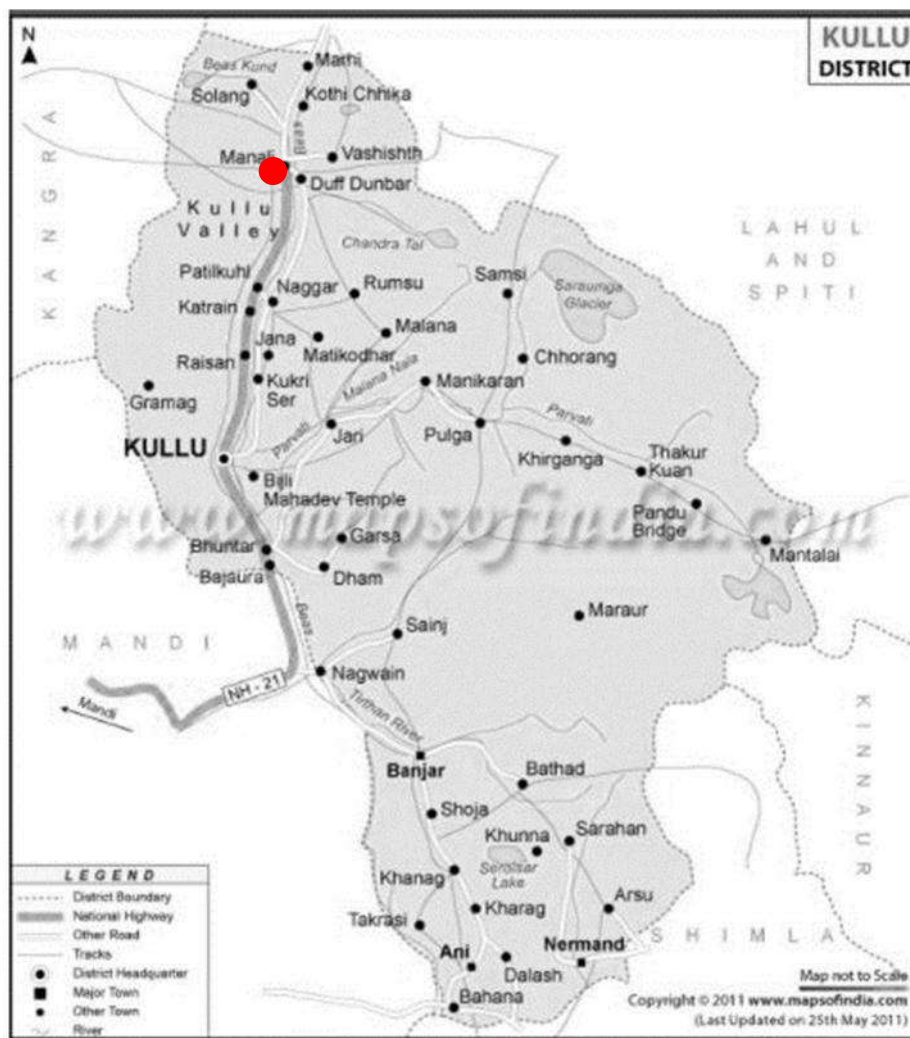 N
KULLU
DISTRICT
Beas Kund
Marhi
Solang
Kothi Chhika
Beas
KANGRA
Manali
Vashishth
Duff Dunbar
Kullu
Valley
Chandra Tal
LAHUL
AND
SPITI
Patilkuhl
Naggar
Rumsu
Samsi
Saraumga
Glacier
Katrain
Jana
Malana
Matikodhar
Raisan
Malana Nala
Chhorang
Gramag
Kukri
Ser
Manikaran
Parvati
Parvati
KULLU
Jari
Pulga
Khirganga
Thakur
Kuan
Bijli
Mahadev Temple
Pandu
Bridge
www.mapsofindia.com
Bhuntar
Garsa
Mantalai
Bajaura
Dham
Beas
Maraur
MANDI
Sainj
NH - 21
Nagwain
Mandi
Tirthan River
KINNAUR
Banjar
Bathad
Shoja
Khunna
Sarahan
Serolsar
Lake
Khanag
Arsu
Takrasi
Kharag
SHIMLA
Ani
Nermand
Dalash
Bahana
LEGEND
District Boundary
National Highway
Other Road
Tracks
District Headquarter
Major Town
Other Town
River
Map not to Scale
Copyright © 2011 www.mapsofindia.com
(Last Updated on 25th May 2011)